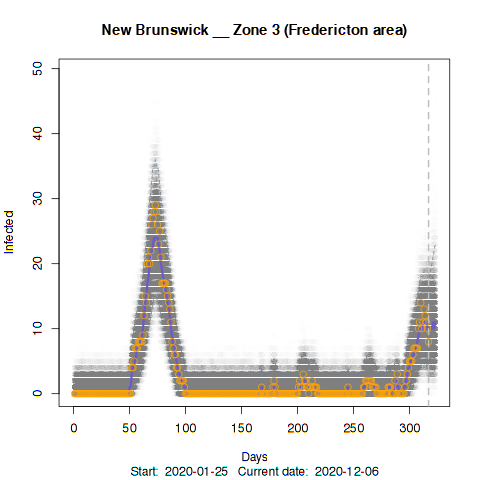 New Brunswick __ Zone 3 (Fredericton area)
50
40
30
20
10
0
Infected
0 50 100 150 200 250 300
Days
Start: 2020-01-25 Current date: 2020-12-06